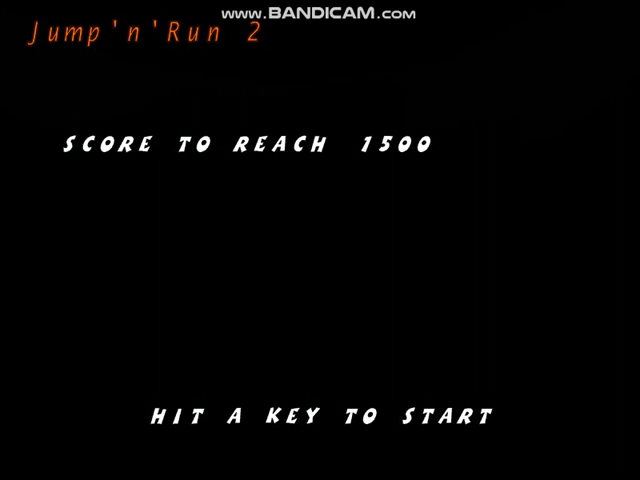 www.BANDICAM.com
Jump'n'Run 2
SCORE TO REACH 1500
HIT A KEY TO START